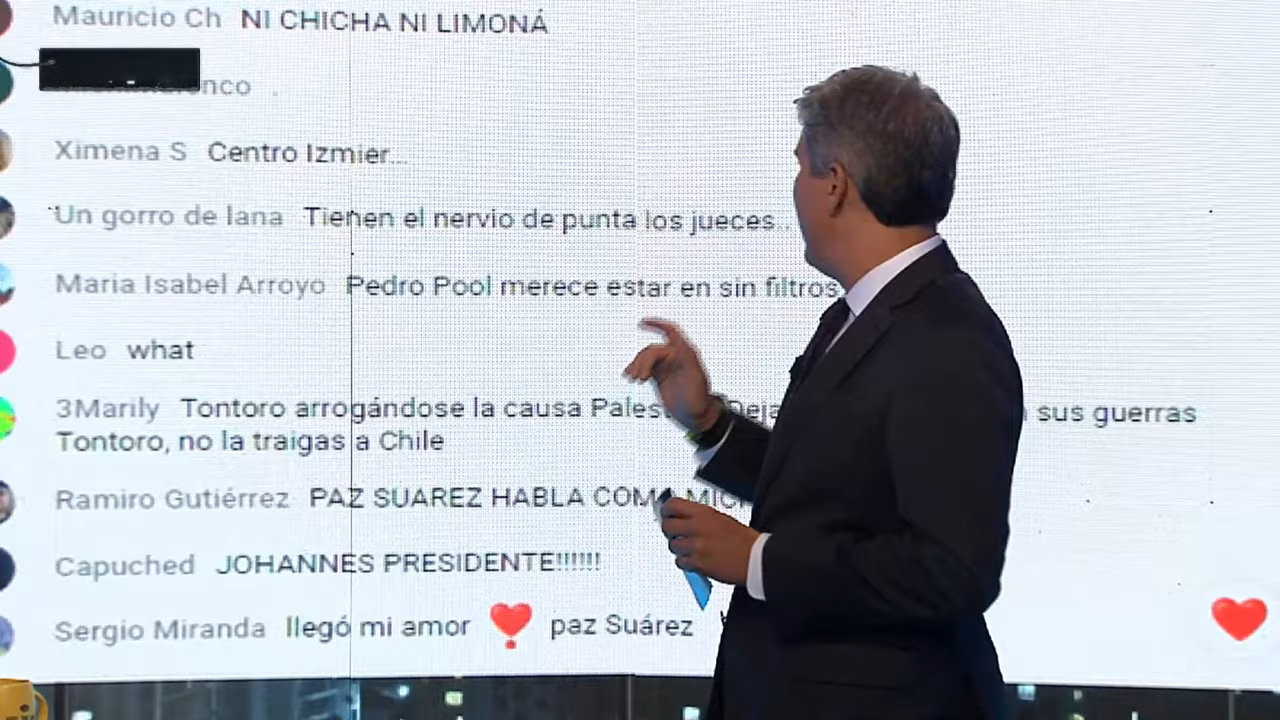 Mauricio Ch NI CHICHA NI LIMONÁ
Ximena S Centro Izmier...
Un gorro de lana Tienen el nervio de punta los jueces..
Maria Isabel Arroyo Pedro Pool merece estar en sin filtros
Leo what
3Marily Tontoro arrogándose la causa sus guerras
Tontoro, no la traigas a Chile
Ramiro Gutiérrez PAZ SUAREZ HABLA
Capuched JOHANNES PRESIDENTE!!!!!!
Sergio Miranda llegó mi amor ❣️ paz Suárez